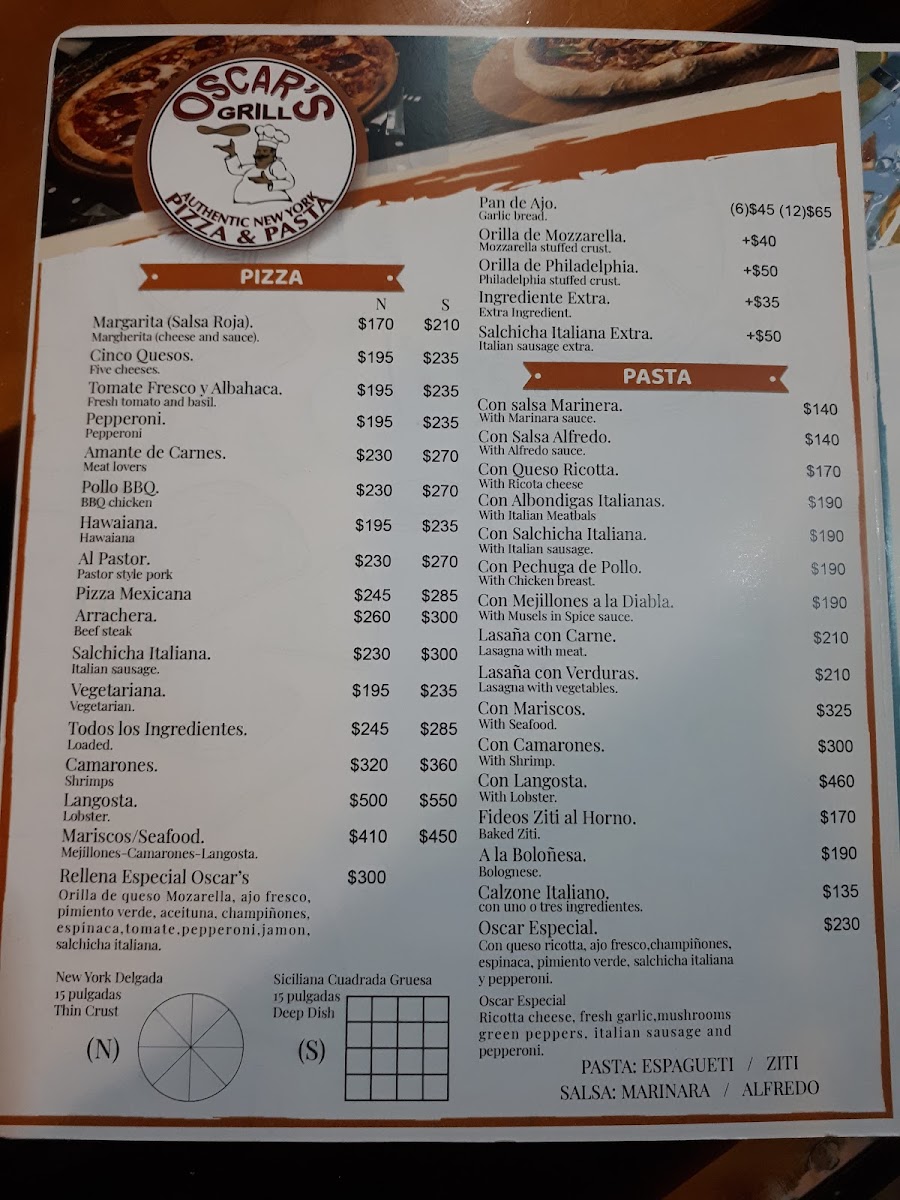 OSCAR'S
GRILL
AUTHENTIC NEW YORK
PIZZA & PASTA
PIZZA
N S
Margarita (Salsa Roja). $170 $210
Margherita (cheese and sauce).
Cinco Quesos. $195 $235
Five cheeses.
Tomate Fresco y Albahaca. $195 $235
Fresh tomato and basil.
Pepperoni. $195 $235
Pepperoni
Amante de Carnes. $230 $270
Meat lovers
Pollo BBQ. $230 $270
BBQ chicken
Hawaiana. $195 $235
Hawaiana
Al Pastor. $230 $270
Pastor style pork
Pizza Mexicana $245 $285
Arrachera. $260 $300
Beef steak
Salchicha Italiana. $230 $300
Italian sausage.
Vegetariana. $195 $235
Vegetarian.
Todos los Ingredientes. $245 $285
Loaded.
Camarones. $320 $360
Shrimps
Langosta. $500 $550
Lobster.
Mariscos/Seafood. $410 $450
Mejillones-Camarones-Langosta.
Rellena Especial Oscar's $300
Orilla de queso Mozarella, ajo fresco,
pimiento verde, aceituna, champiñones,
espinaca,tomate,pepperoni,jamon,
salchicha italiana.
New York Delgada
15 pulgadas
Thin Crust
(N)
Siciliana Cuadrada Gruesa
15 pulgadas
Deep Dish
(S)
Pan de Ajo. (6)$45 (12)$65
Garlic bread.
Orilla de Mozzarella. +$40
Mozzarella stuffed crust.
Orilla de Philadelphia. +$50
Philadelphia stuffed crust.
Ingrediente Extra. +$35
Extra Ingredient.
Salchicha Italiana Extra. +$50
Italian sausage extra.
PASTA
Con salsa Marinera. $140
With Marinara sauce.
Con Salsa Alfredo. $140
With Alfredo sauce.
Con Queso Ricotta. $170
With Ricota cheese
Con Albondigas Italianas. $190
With Italian Meatbals
Con Salchicha Italiana. $190
With Italian sausage.
Con Pechuga de Pollo. $190
With Chicken breast.
Con Mejillones a la Diabla. $190
With Musels in Spice sauce.
Lasaña con Carne. $210
Lasagna with meat.
Lasaña con Verduras. $210
Lasagna with vegetables.
Con Mariscos. $325
With Seafood.
Con Camarones. $300
With Shrimp.
Con Langosta. $460
With Lobster.
Fideos Ziti al Horno. $170
Baked Ziti.
A la Boloñesa. $190
Bolognese.
Calzone Italiano. $135
con uno o tres ingredientes.
Oscar Especial. $230
Con queso ricotta, ajo fresco,champiñones,
espinaca, pimiento verde, salchicha italiana
y pepperoni.
Oscar Especial
Ricotta cheese, fresh garlic,mushrooms
green peppers, italian sausage and
pepperoni.
PASTA: ESPAGUETI / ZITI
SALSA: MARINARA / ALFREDO